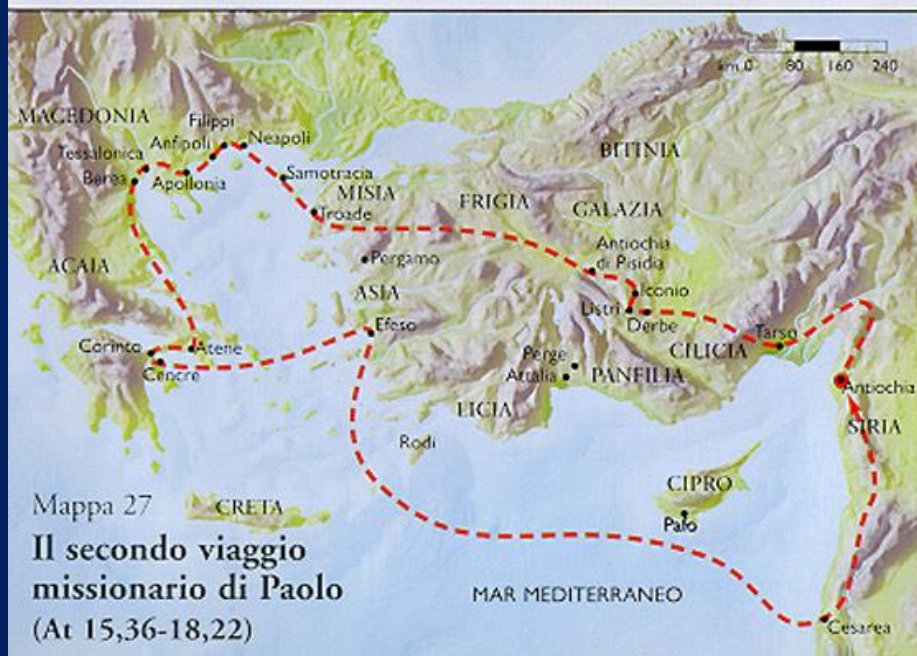 km 0 80 160 240
MACEDONIA
Filippi
Anfipoli
Neapoli
Tessalonica
Berea
Apollonia
Samotracia
BITINIA
MISIA
FRIGIA
GALAZIA
Troade
Antiochia
di Pisidia
ACAIA
Pergamo
ASIA
Iconio
Listri
Derbe
Efeso
Tarso
Corinto
Atene
CILICIA
Cencre
Perge
Attalia
PANFILIA
Antiochia
LICIA
SIRIA
Rodi
CIPRO
Pafo
CRETA
Mappa 27
Il secondo viaggio
missionario di Paolo
(At 15,36-18,22)
MAR MEDITERRANEO
Cesarea